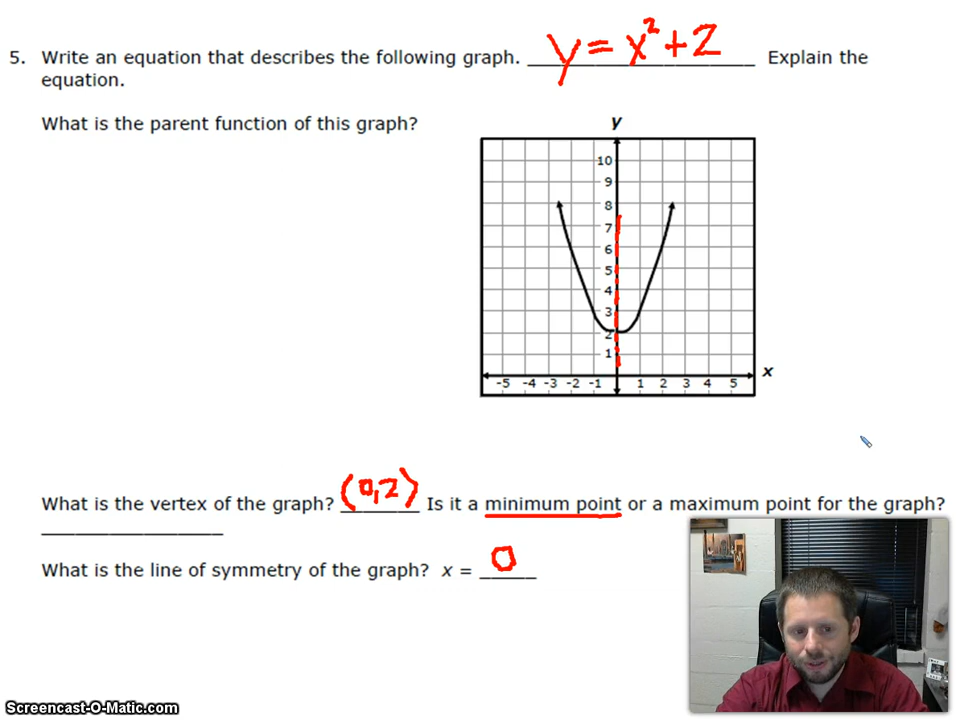 5. Write an equation that describes the following graph. y = x² + 2 Explain the
equation.
What is the parent function of this graph?
y
10
9
8
7
6
5
4
3
2
1
-5 -4 -3 -2 -1 1 2 3 4 5 x
What is the vertex of the graph? (0,2) Is it a minimum point or a maximum point for the graph?
What is the line of symmetry of the graph? x = 0
Screencast-O-Matic.com